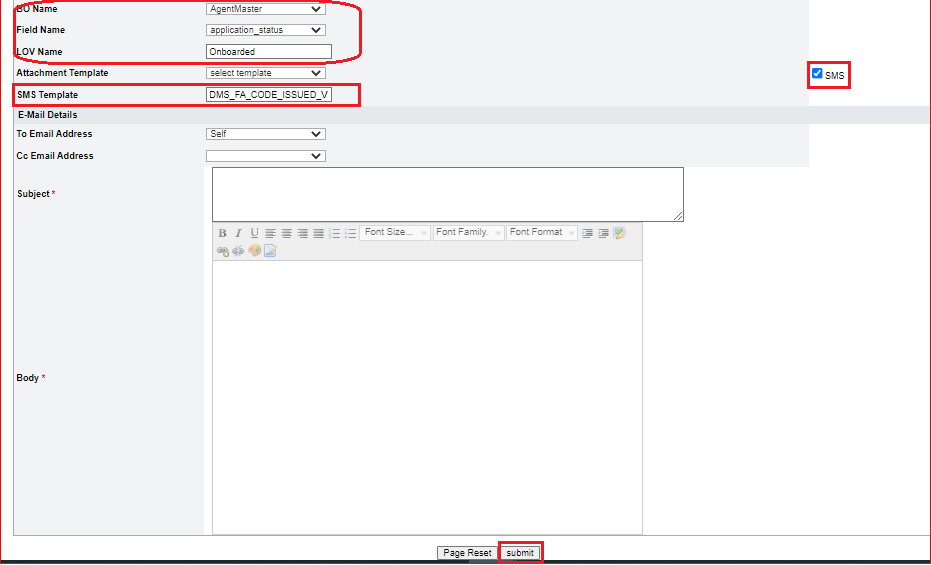 BO Name AgentMaster
Field Name application_status
LOV Name Onboarded
Attachment Template select template
SMS
SMS Template DMS_FA_CODE_ISSUED_V
E-Mail Details
To Email Address Self
Cc Email Address
Subject *
B I U Font Size... Font Family. Font Format
Body *
Page Reset submit